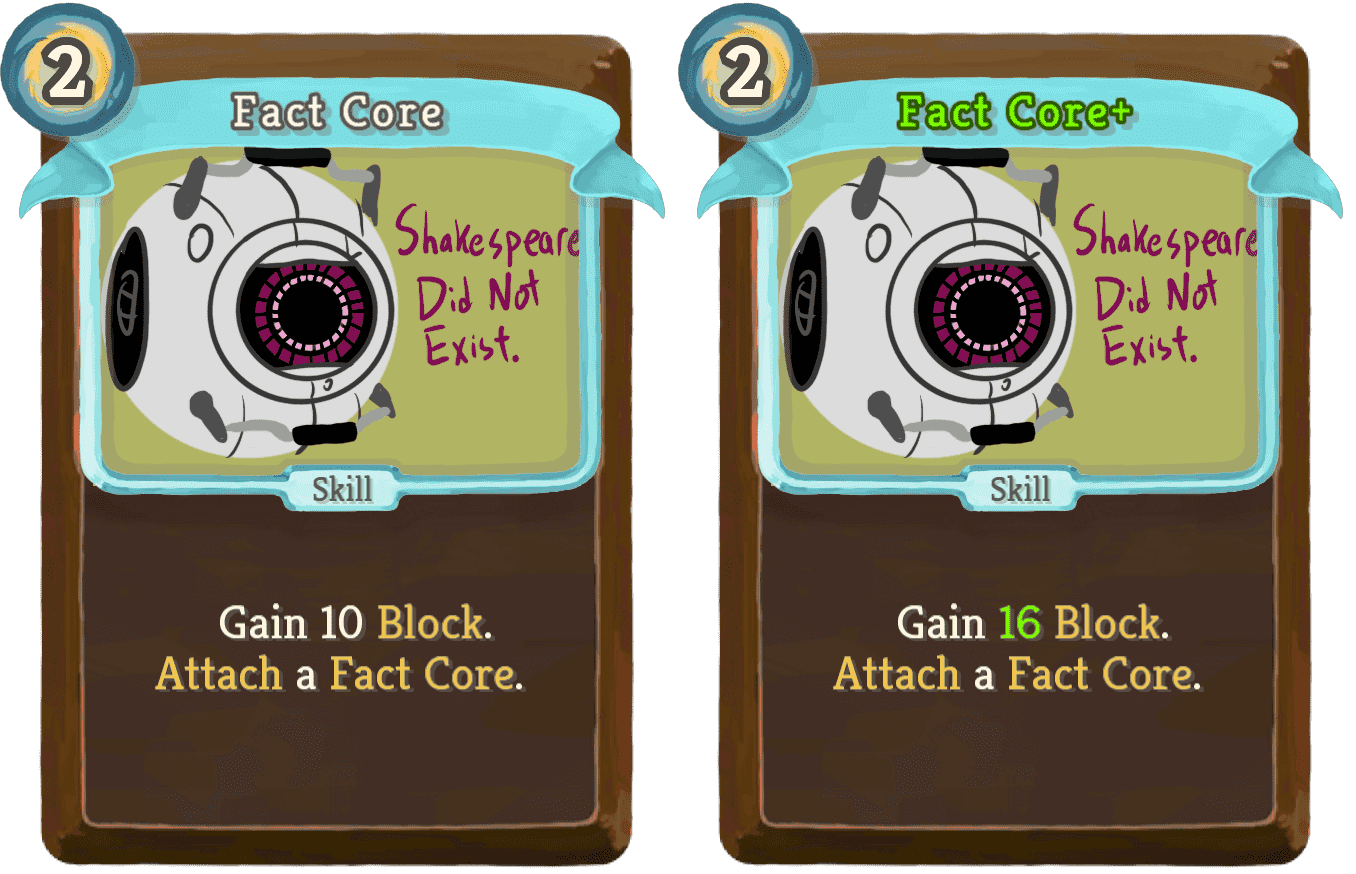 2
Fact Core
Shakespeare
Did Not
Exist.
Skill
Gain 10 Block.
Attach a Fact Core.
2
Fact Core+
Shakespeare
Did Not
Exist.
Skill
Gain 16 Block.
Attach a Fact Core.